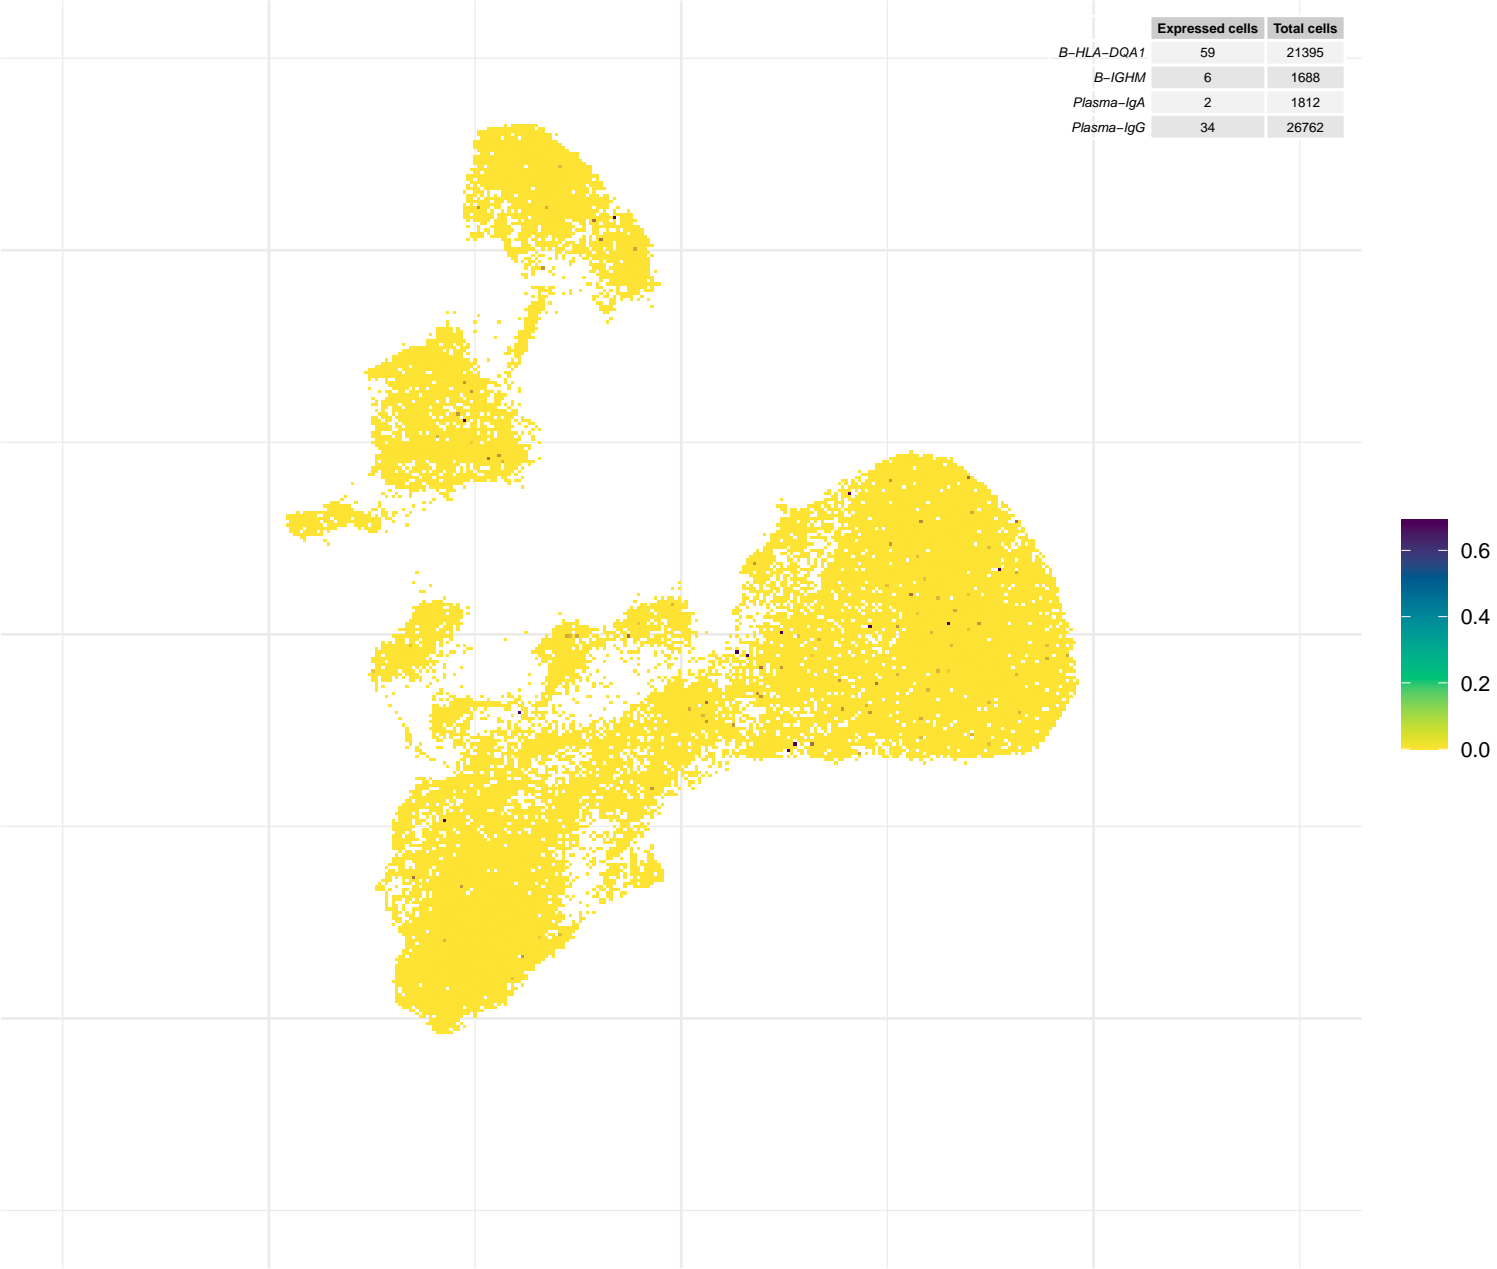 Expressed cells Total cells
B−HLA−DQA1 59 21395
B−IGHM 6 1688
Plasma−IgA 2 1812
Plasma−IgG 34 26762
0.6
0.4
0.2
0.0